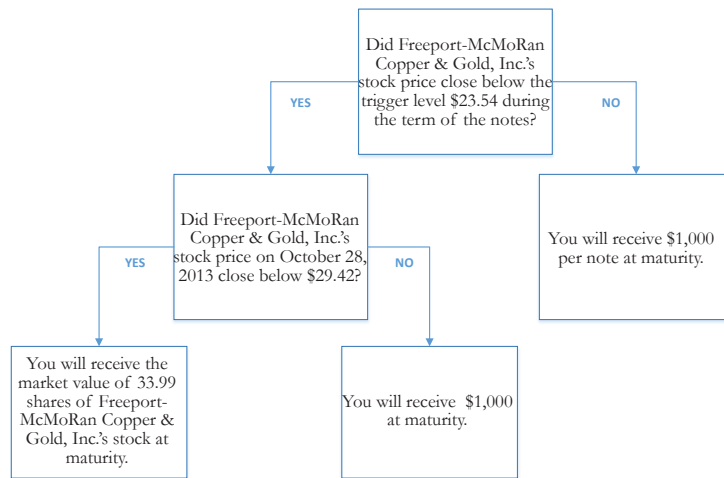 Did Freeport-McMoRan
Copper & Gold, Inc.'s
stock price close below the
trigger level $23.54 during
the term of the notes?
YES
NO
Did Freeport-McMoRan
Copper & Gold, Inc.'s
stock price on October 28,
2013 close below $29.42?
You will receive $1,000
per note at maturity.
YES
NO
You will receive the
market value of 33.99
shares of Freeport-
McMoRan Copper &
Gold, Inc.'s stock at
maturity.
You will receive $1,000
at maturity.